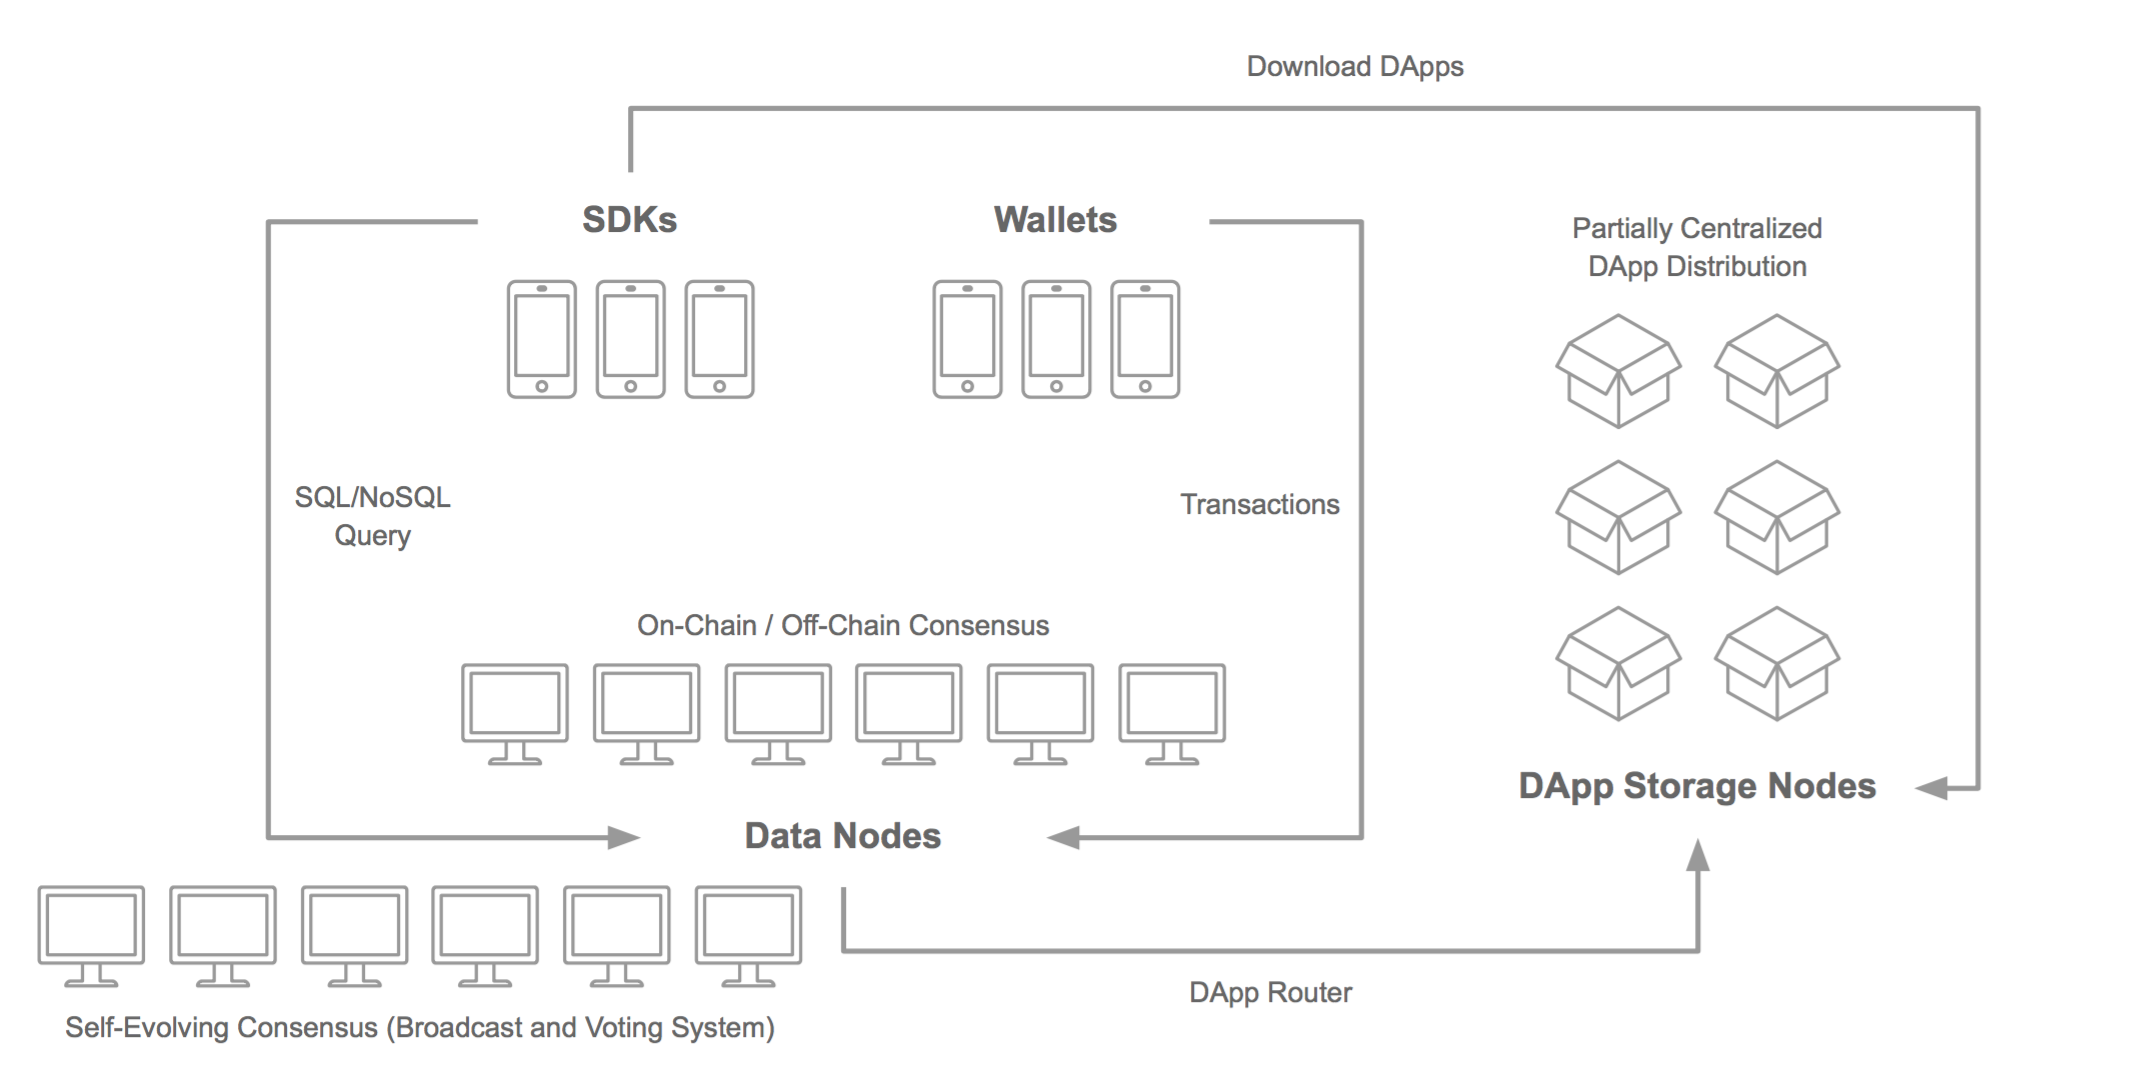 Download DApps
SDKs
Wallets
Partially Centralized
DApp Distribution
SQL/NoSQL
Query
Transactions
On-Chain / Off-Chain Consensus
DApp Storage Nodes
Data Nodes
DApp Router
Self-Evolving Consensus (Broadcast and Voting System)